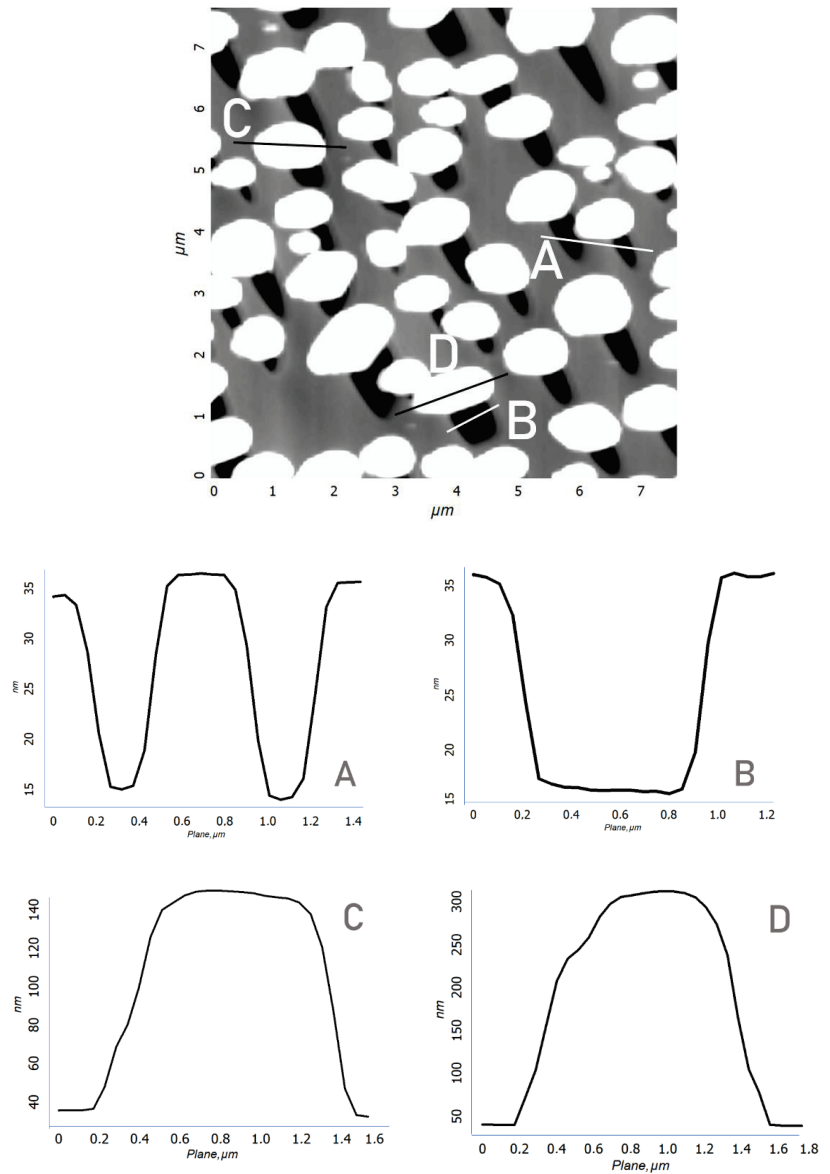 7
6
5
4
3
2
1
0
μm
C
A
D
B
0 1 2 3 4 5 6 7
μm
35
30
25
20
15
nm
A
0 0.2 0.4 0.6 0.8 1.0 1.2 1.4
Plane,μm
35
30
25
20
15
nm
B
0 0.2 0.4 0.6 0.8 1.0 1.2
Plane,μm
140
120
100
80
60
40
nm
C
0 0.2 0.4 0.6 0.8 1.0 1.2 1.4 1.6
Plane,μm
300
250
200
150
100
50
nm
D
0 0.2 0.4 0.6 0.8 1.0 1.2 1.4 1.6 1.8
Plane,μm